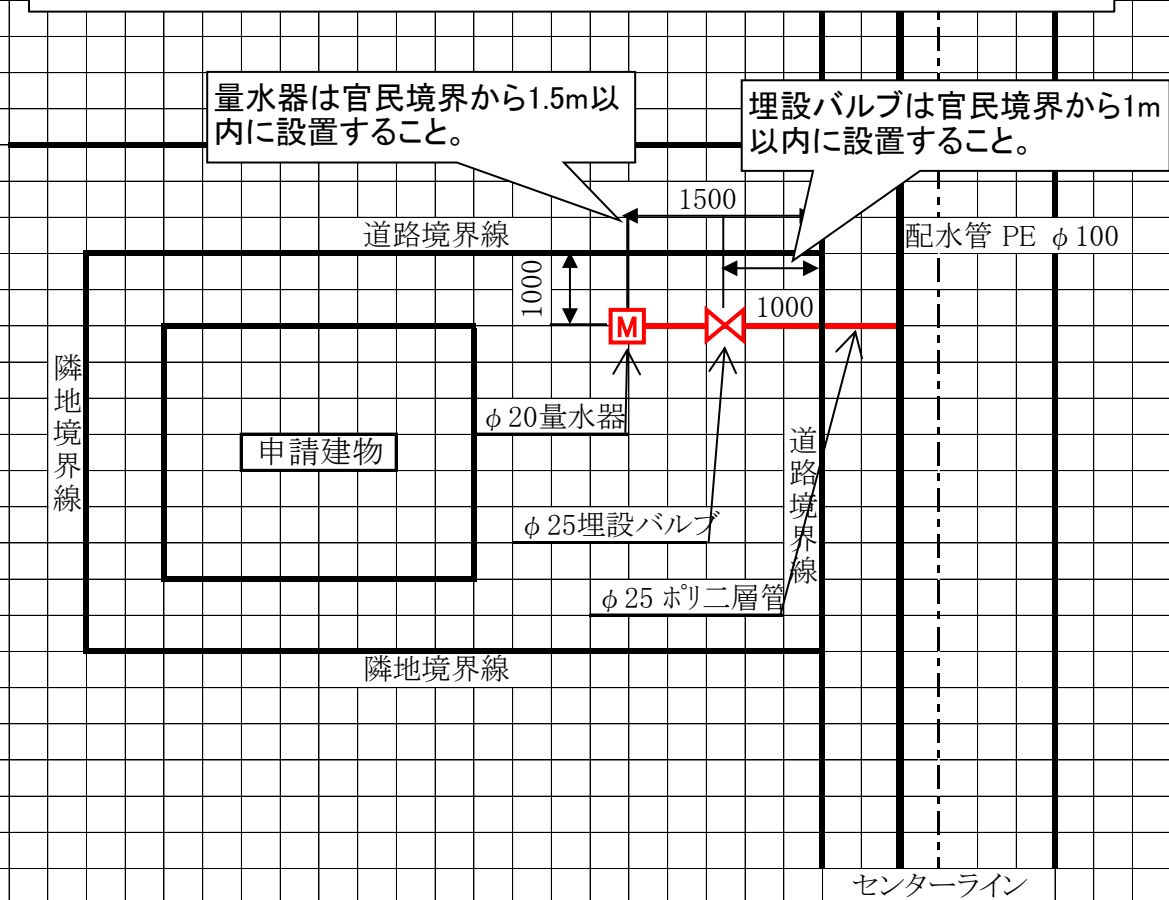 量水器は官民境界から1.5m以
内に設置すること。
埋設バルブは官民境界から1m
以内に設置すること。
1500
道路境界線
配水管 PE φ100
1000
1000
M
隣地境界線
φ20量水器
申請建物
道路境界線
φ25埋設バルブ
φ25 ﾎﾟﾘ二層管
隣地境界線
センターライン